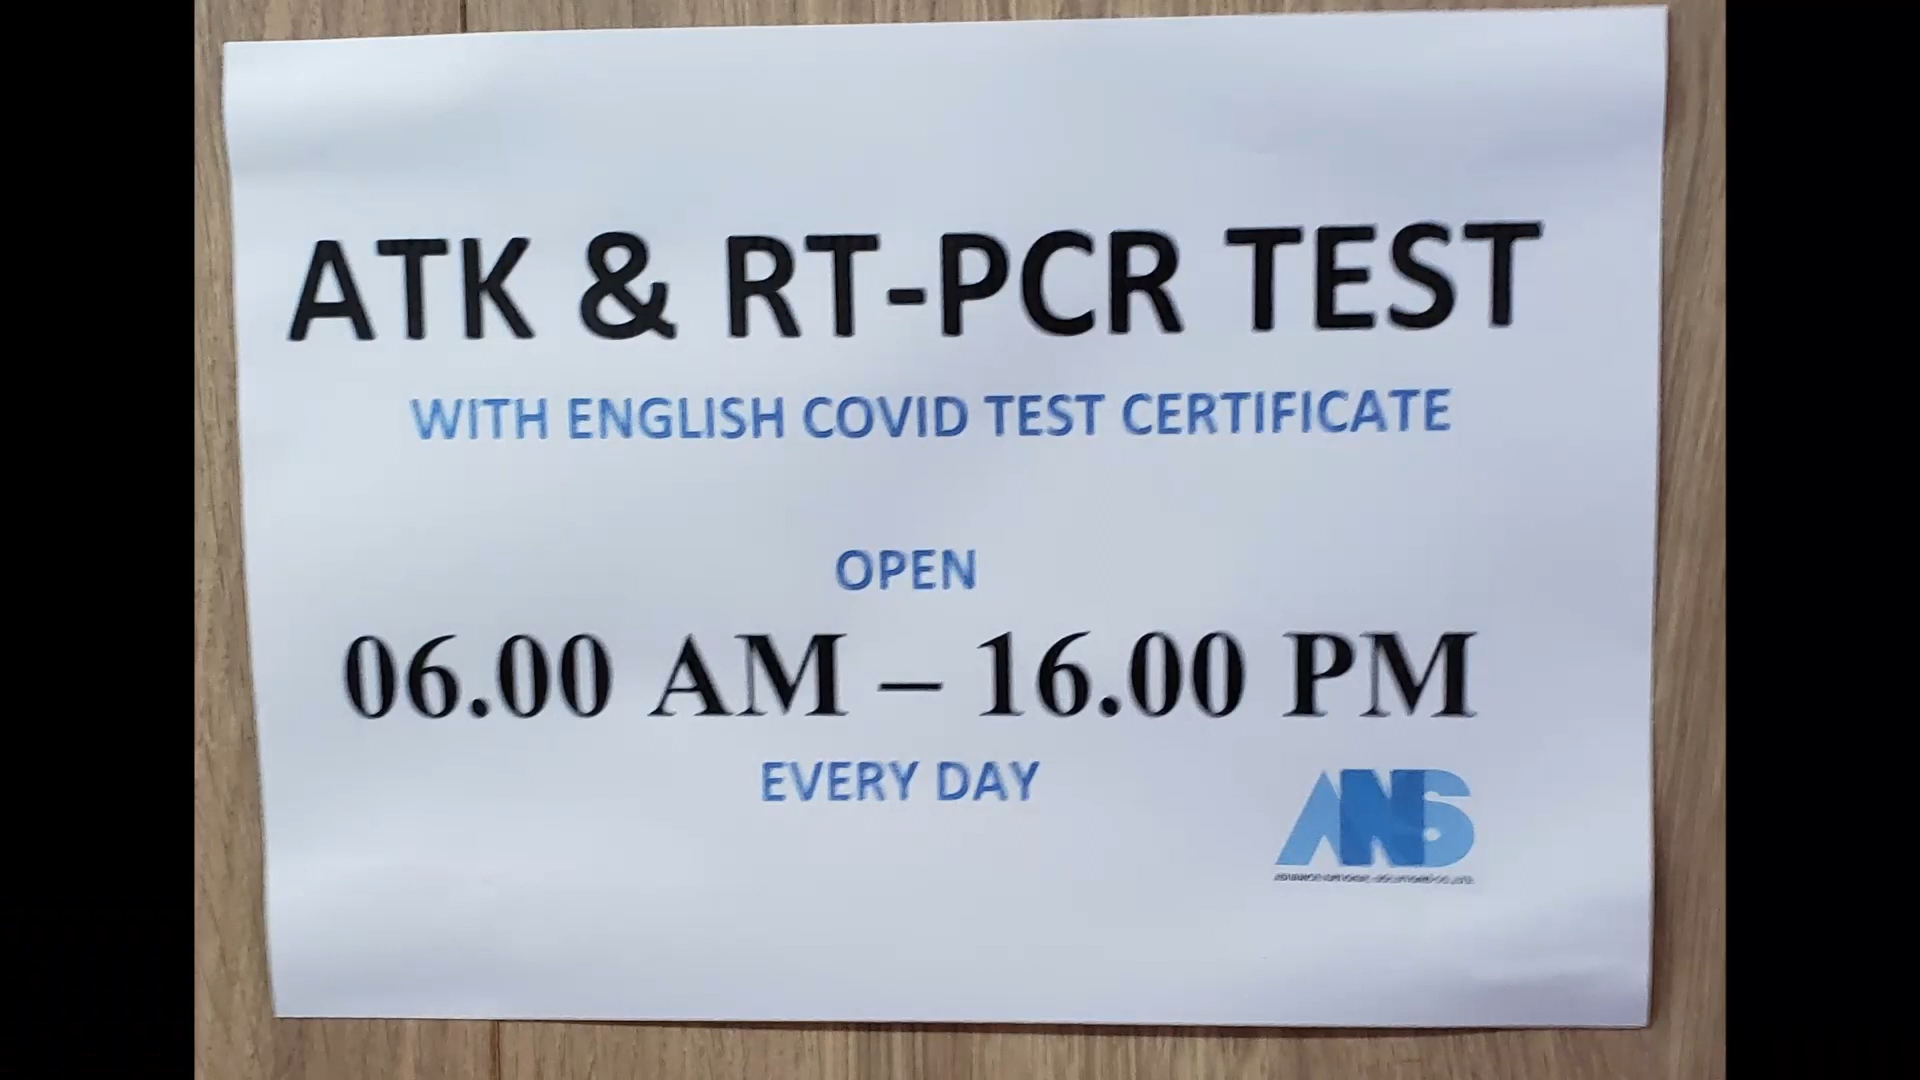 ATK & RT-PCR TEST
WITH ENGLISH COVID TEST CERTIFICATE
OPEN
06.00 AM – 16.00 PM
EVERY DAY
ANS